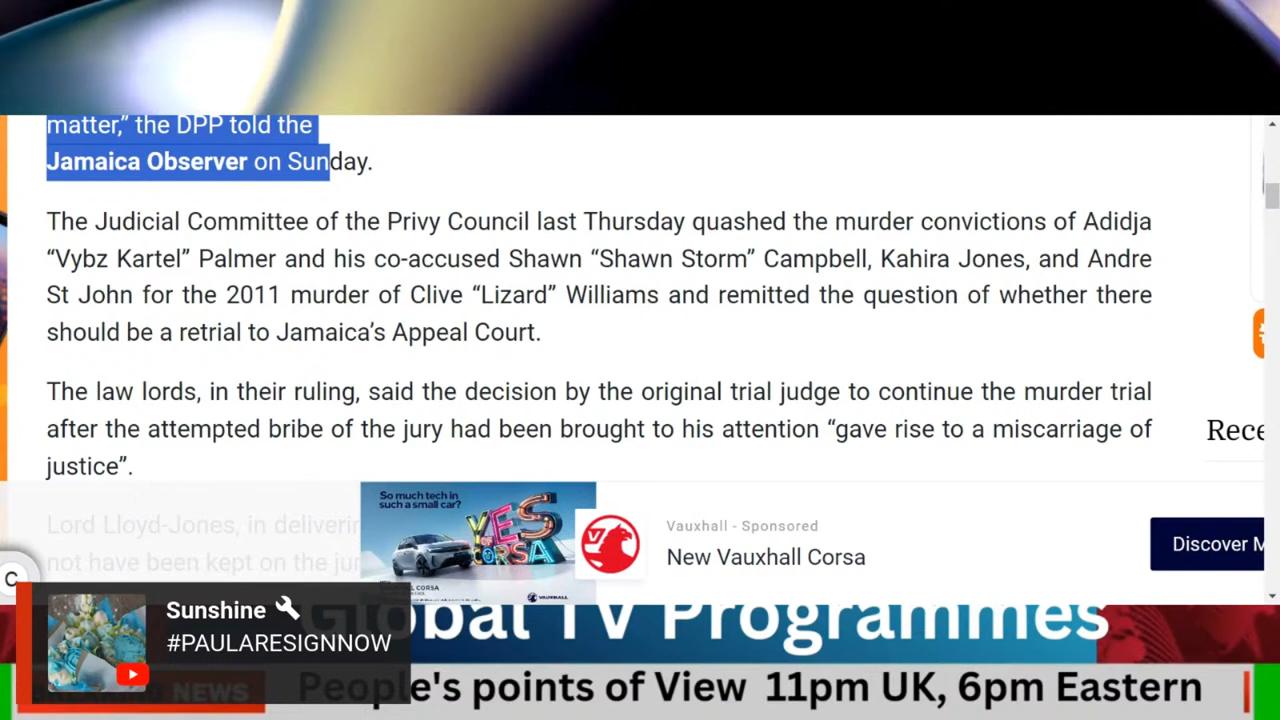 matter,” the DPP told the
Jamaica Observer on Sunday.
The Judicial Committee of the Privy Council last Thursday quashed the murder convictions of Adidja
“Vybz Kartel” Palmer and his co-accused Shawn “Shawn Storm” Campbell, Kahira Jones, and Andre
St John for the 2011 murder of Clive “Lizard” Williams and remitted the question of whether there
should be a retrial to Jamaica’s Appeal Court.
The law lords, in their ruling, said the decision by the original trial judge to continue the murder trial
after the attempted bribe of the jury had been brought to his attention “gave rise to a miscarriage of
justice”.
Rece
Lord Lloyd-Jones, in deliverin
not have been kept on the jur
So much tech in
such a small car?
YES
OF
CORSA
CORSA
VAUXHALL
Vauxhall - Sponsored
New Vauxhall Corsa
Discover M
C
Global TV Programmes
Sunshine
#PAULARESIGNNOW
NEWS
People's points of View 11pm UK, 6pm Eastern